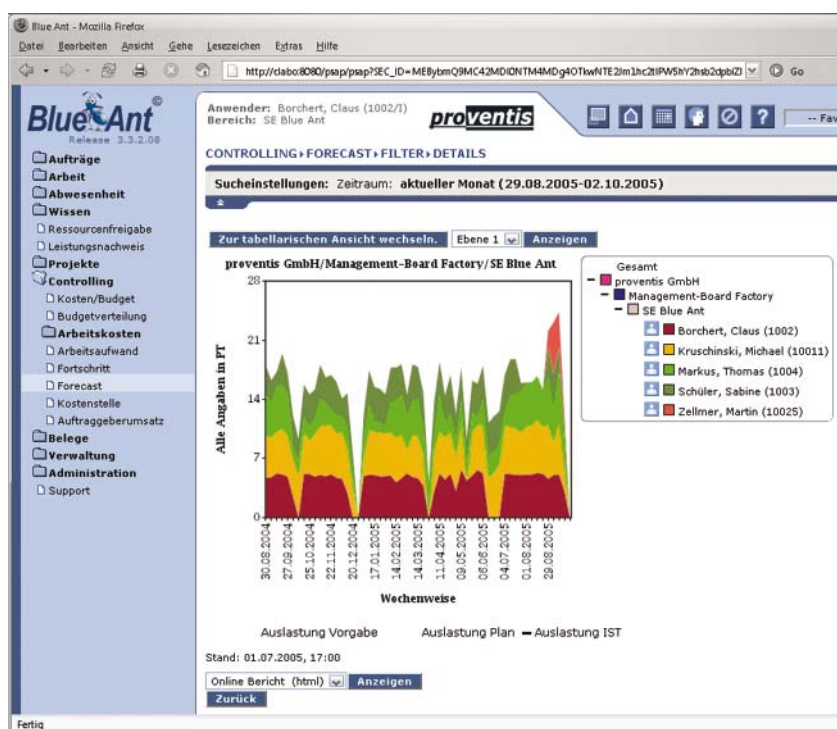 Blue Ant - Mozilla Firefox
Datei Bearbeiten Ansicht Gehe Lesezeichen Extras Hilfe
Go
Blue Ant ©
Release 3.3.2.08
Anwender: Borchert, Claus (1002/I)
Bereich: SE Blue Ant
proventis
?
-- Fav
CONTROLLING FORECAST FILTER DETAILS
Sucheinstellungen: Zeitraum: aktueller Monat (29.08.2005-02.10.2005)
Aufträge
Arbeit
Abwesenheit
Wissen
Ressourcenfreigabe
Leistungsnachweis
Projekte
Controlling
Kosten/Budget
Budgetverteilung
Arbeitskosten
Arbeitsaufwand
Fortschritt
Forecast
Kostenstelle
Auftraggeberumsatz
Belege
Verwaltung
Administration
Support
Zur tabellarischen Ansicht wechseln. Ebene 1 Anzeigen
proventis GmbH/Management-Board Factory/SE Blue Ant
Alle Angaben in PT
28
21
14
7
0
30.08.2004
27.09.2004
25.10.2004
22.11.2004
20.12.2004
17.01.2005
14.02.2005
14.03.2005
11.04.2005
09.05.2005
06.06.2005
04.07.2005
01.08.2005
29.08.2005
Wochenweise
Auslastung Vorgabe Auslastung Plan Auslastung IST
Gesamt
proventis GmbH
Management-Board Factory
SE Blue Ant
Borchert, Claus (1002)
Kruschinski, Michael (10011)
Markus, Thomas (1004)
Schüler, Sabine (1003)
Zellmer, Martin (10025)
Stand: 01.07.2005, 17:00
Online Bericht (html) Anzeigen
Zurück
Fertig